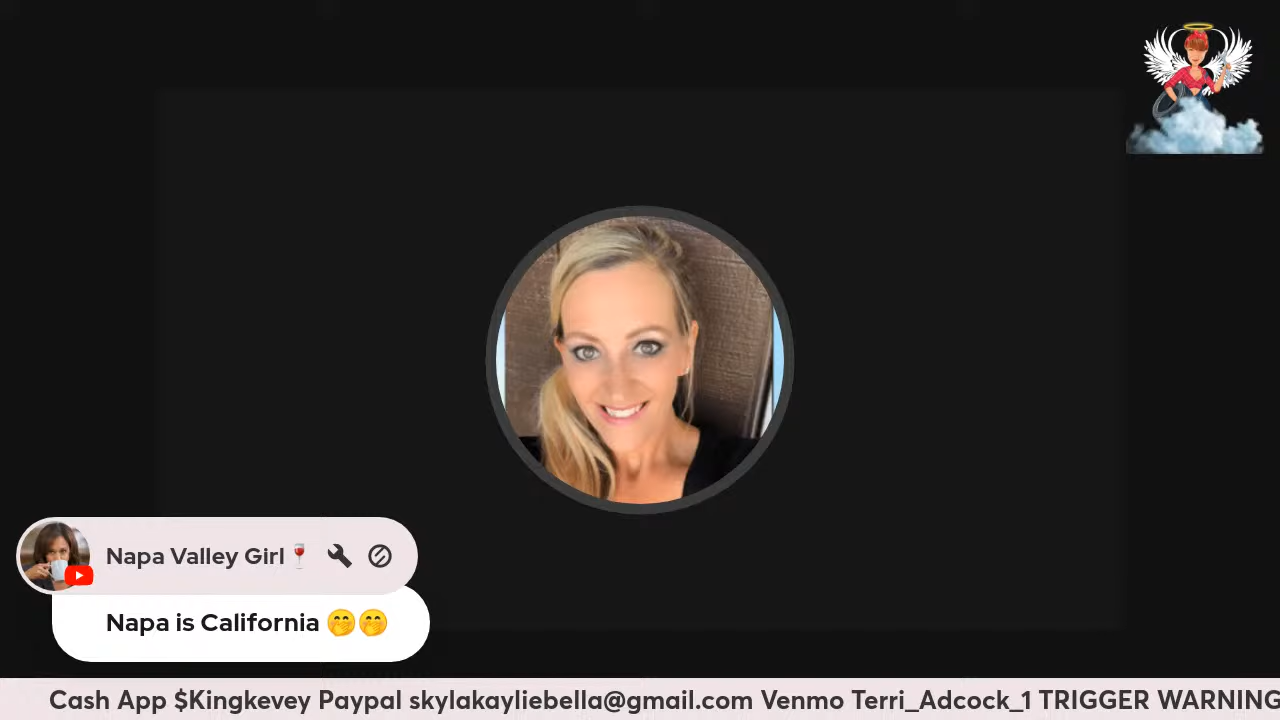 Napa Valley Girl🍷
Napa is California 🤭🤭
Cash App $Kingkevey Paypal skylakayliebella@gmail.com Venmo Terri_Adcock_1 TRIGGER WARNING